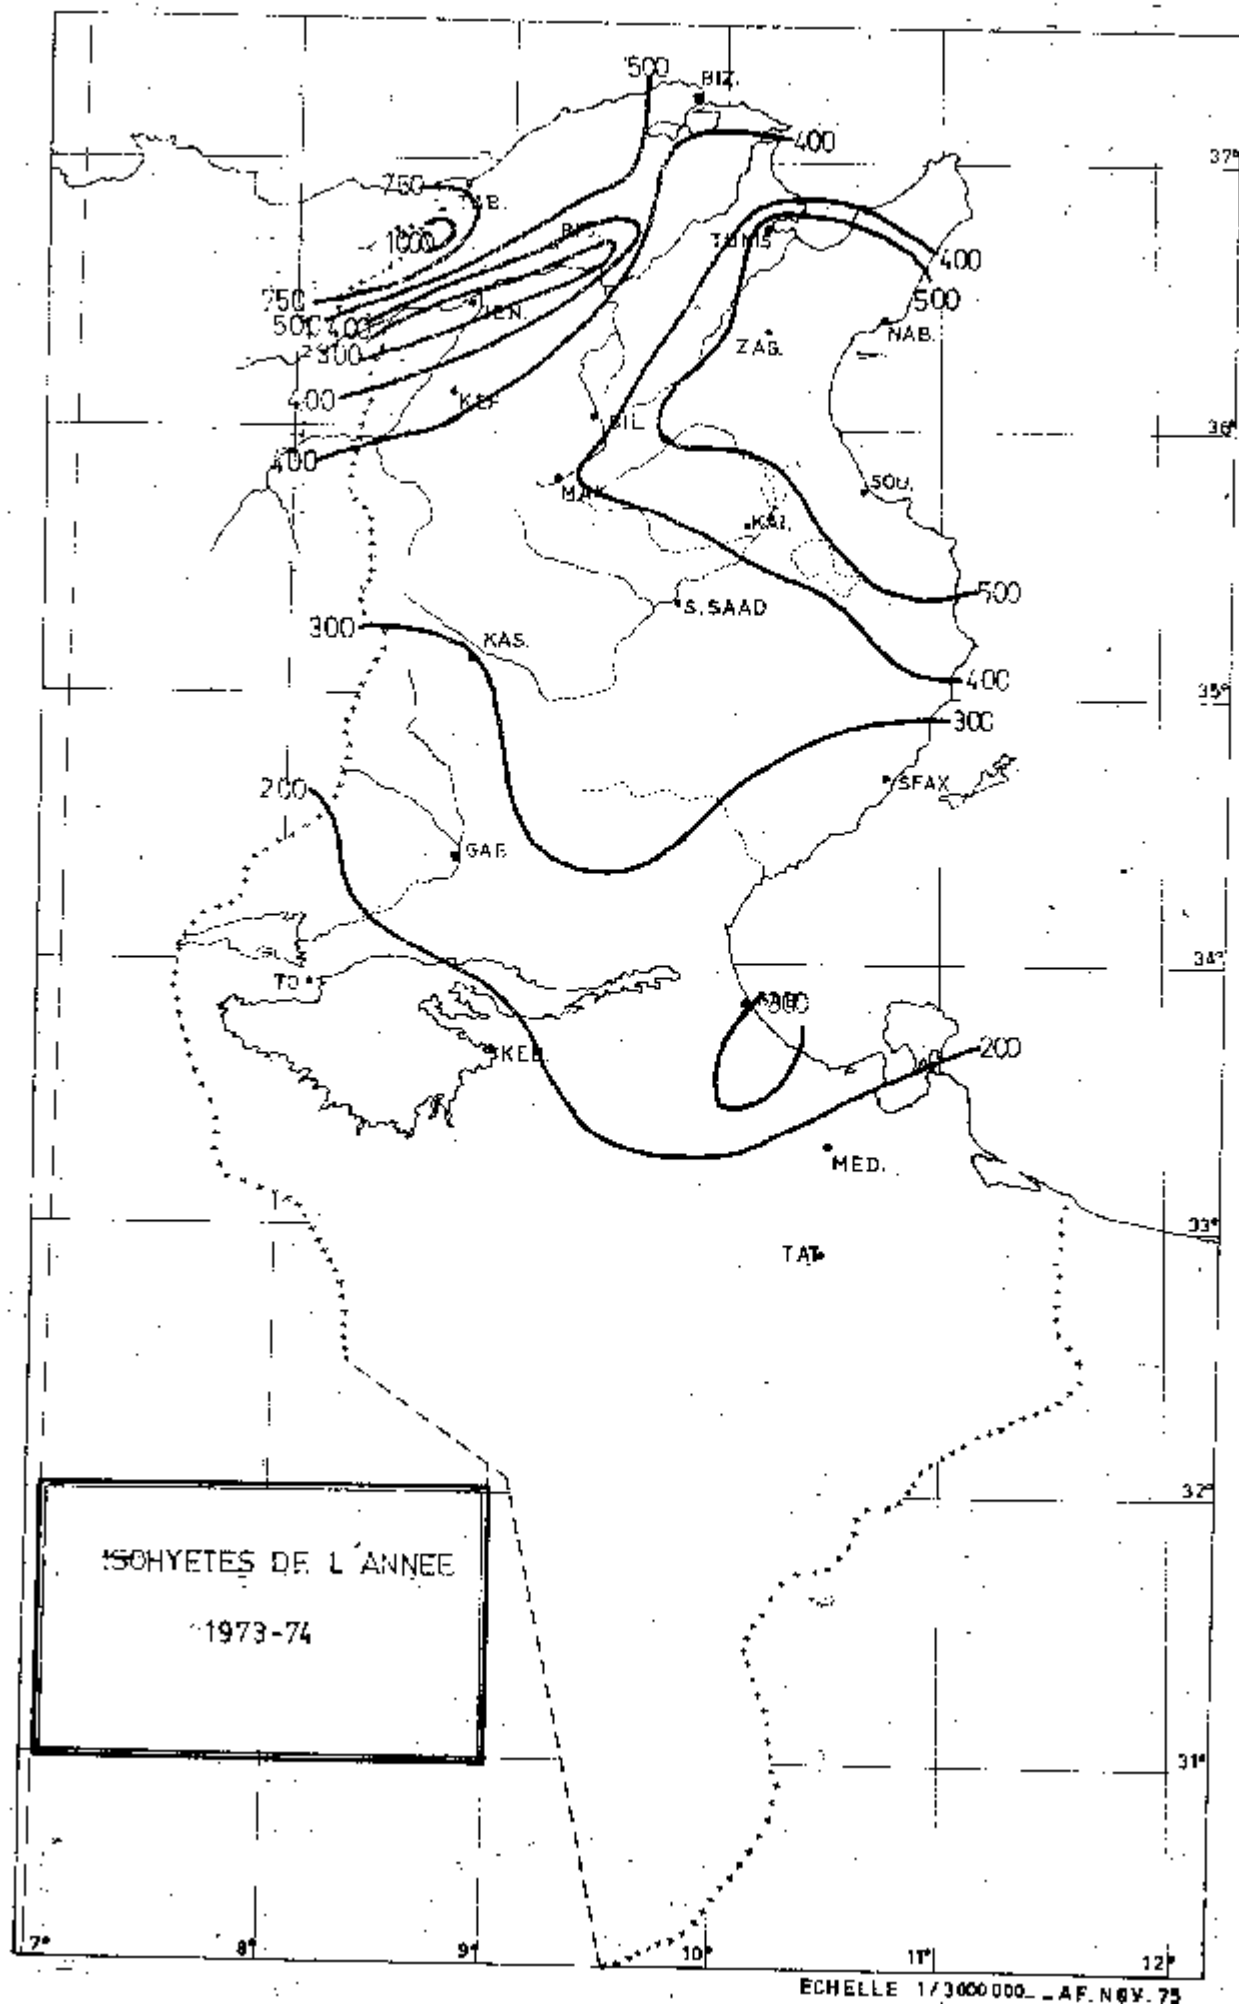 500
BIZ.
400
37°
750
TAB.
1000
TUNIS
400
750
500
400
500
JEN.
NAB.
300
ZAG.
400
KEF
BIL.
36°
400
MAK.
SOU.
KAI.
500
S.SAAD
300
KAS.
400
35°
300
200
SFAX
GAF.
34°
TO
300
200
KEB.
MED.
33°
TAT.
32°
ISOHYETES DE L'ANNEE
1973-74
31°
7°
8°
9°
10°
11°
12°
ECHELLE 1/3000000__AF. NOV. 75